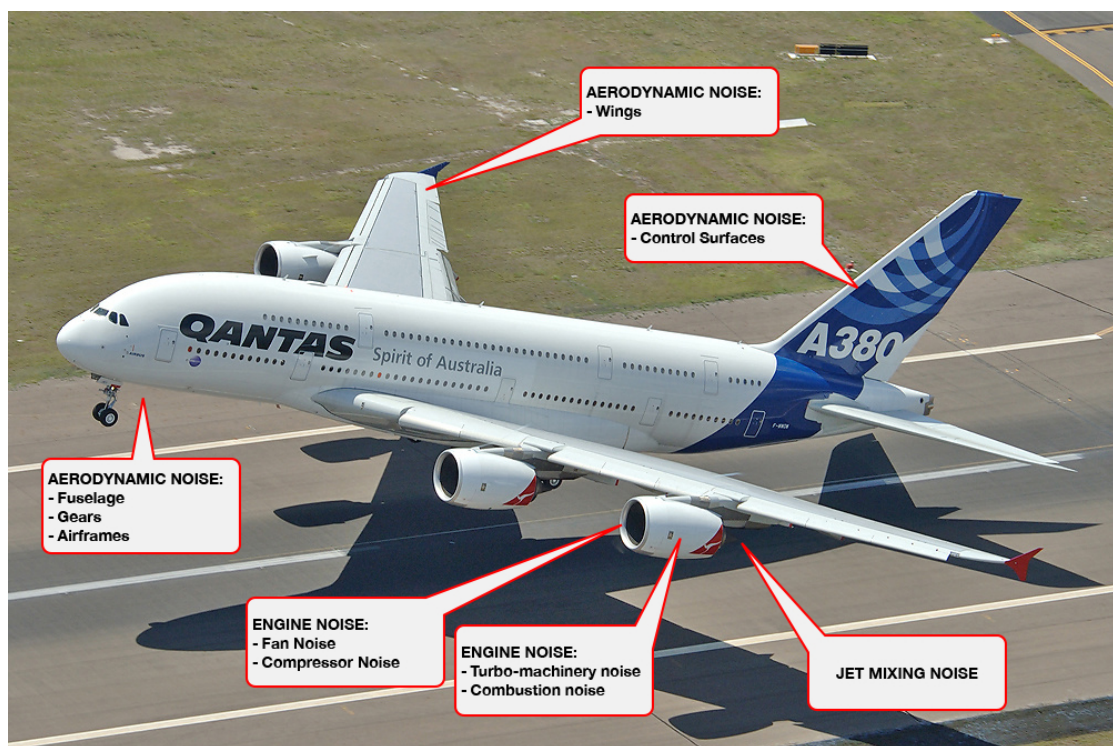 AERODYNAMIC NOISE:
- Wings
AERODYNAMIC NOISE:
- Control Surfaces
QANTAS
Spirit of Australia
A380
AERODYNAMIC NOISE:
- Fuselage
- Gears
- Airframes
ENGINE NOISE:
- Fan Noise
- Compressor Noise
ENGINE NOISE:
- Turbo-machinery noise
- Combustion noise
JET MIXING NOISE